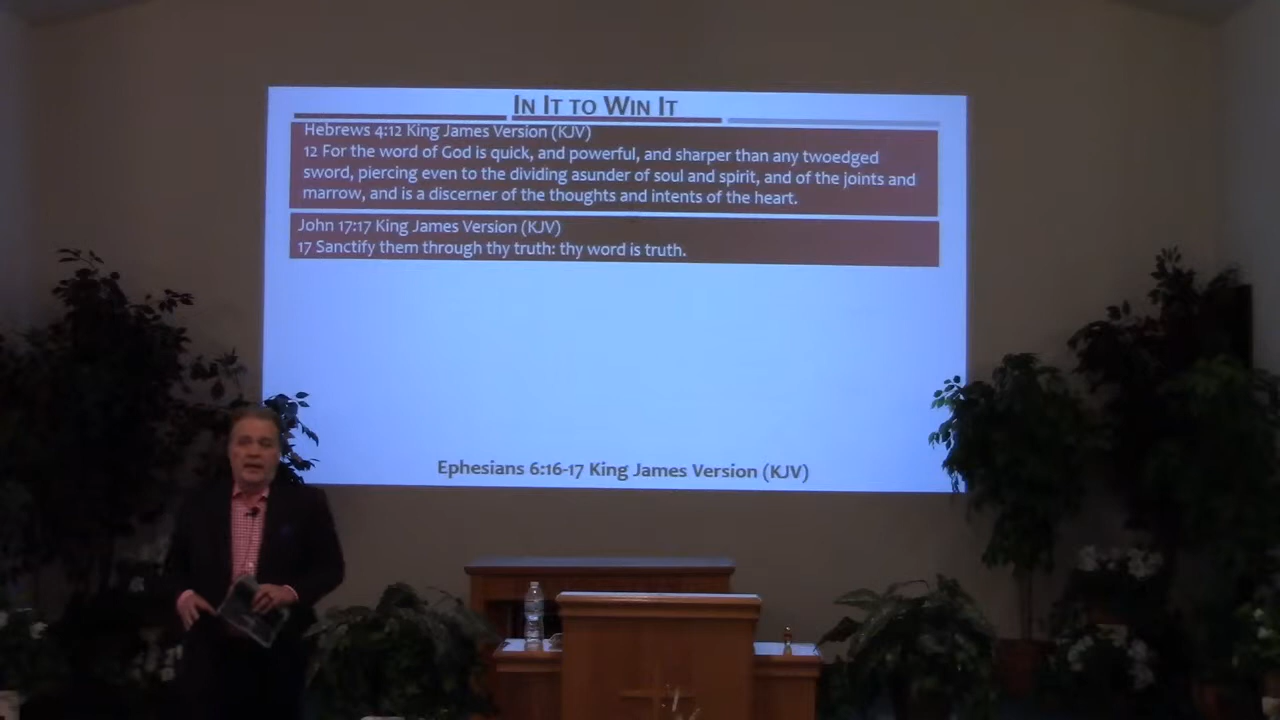 In It to Win It
Hebrews 4:12 King James Version (KJV)
12 For the word of God is quick, and powerful, and sharper than any twoedged
sword, piercing even to the dividing asunder of soul and spirit, and of the joints and
marrow, and is a discerner of the thoughts and intents of the heart.
John 17:17 King James Version (KJV)
17 Sanctify them through thy truth: thy word is truth.
Ephesians 6:16-17 King James Version (KJV)